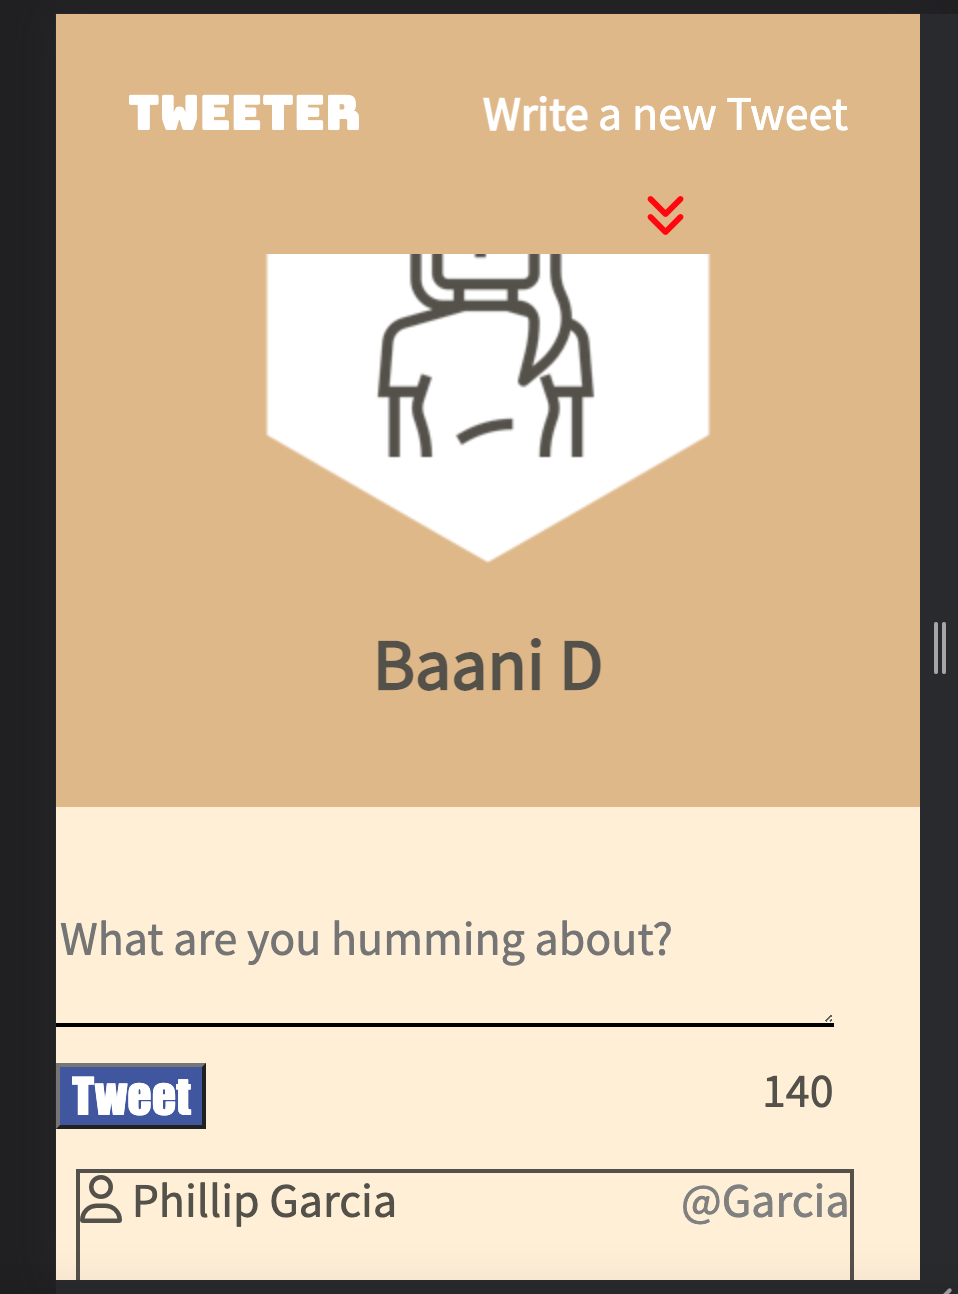 TWEETER
Write a new Tweet
Baani D
What are you humming about?
Tweet
140
Phillip Garcia
@Garcia